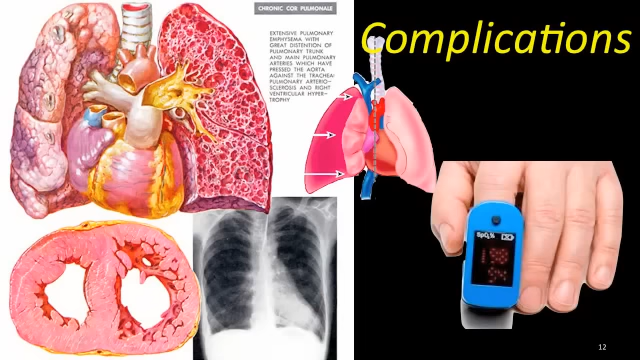 CHRONIC COR PULMONALE
EXTENSIVE PULMONARY
EMPHYSEMA WITH
GREAT DISTENTION OF
PULMONARY TRUNK
AND MAIN PULMONARY
ARTERIES WHICH HAVE
PRESSED THE AORTA
AGAINST THE TRACHEA;
PULMONARY ARTERIO-
SCLEROSIS AND RIGHT
VENTRICULAR HYPER-
TROPHY
Complications
SpO₂%
12